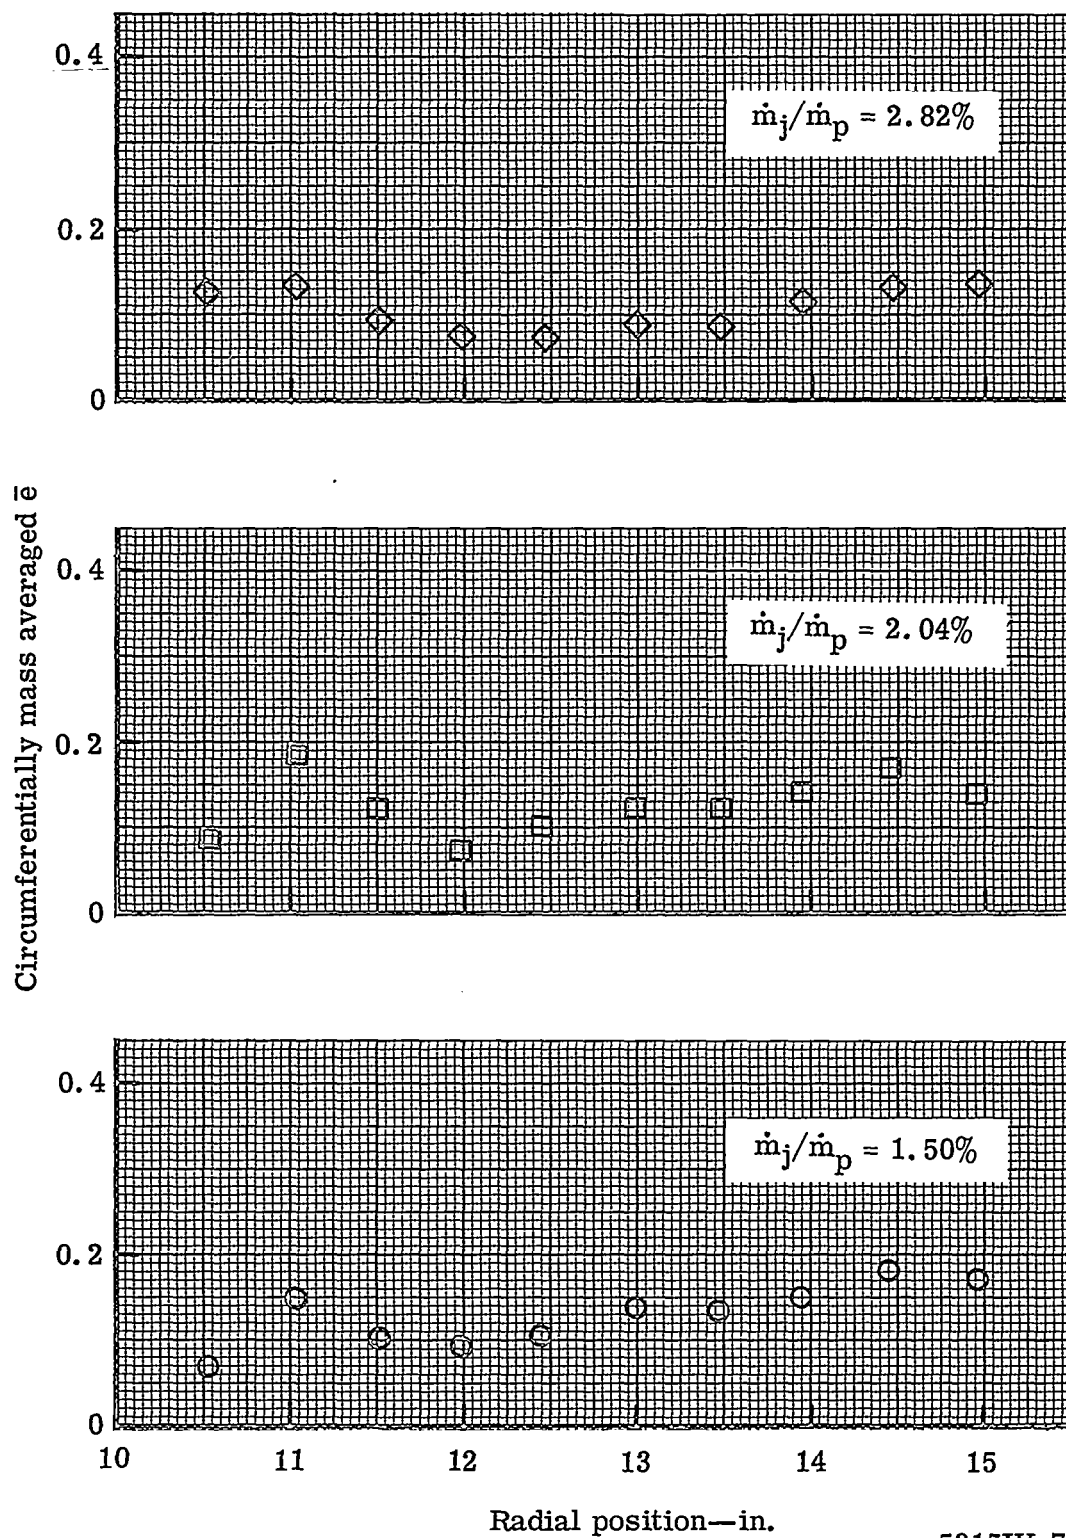 0.4
ṁj/ṁp = 2.82%
0.2
0
Circumferentially mass averaged ē
0.4
ṁj/ṁp = 2.04%
0.2
0
0.4
ṁj/ṁp = 1.50%
0.2
0
10 11 12 13 14 15
Radial position—in.